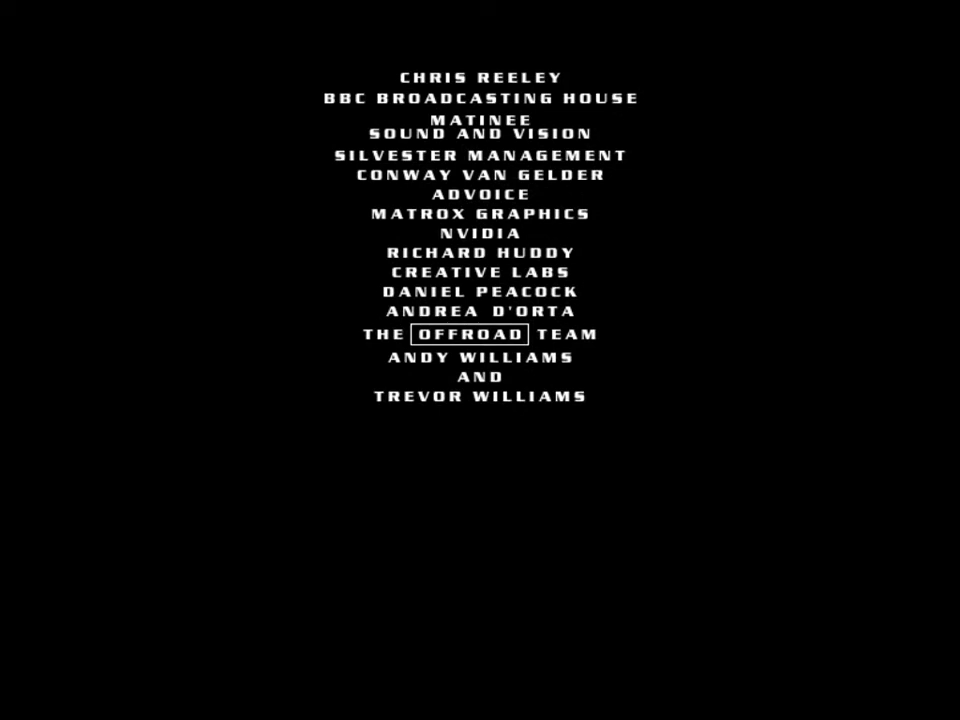 CHRIS REELEY
BBC BROADCASTING HOUSE
MATINEE
SOUND AND VISION
SILVESTER MANAGEMENT
CONWAY VAN GELDER
ADVOICE
MATROX GRAPHICS
NVIDIA
RICHARD HUDDY
CREATIVE LABS
DANIEL PEACOCK
ANDREA D'ORTA
THE OFFROAD TEAM
ANDY WILLIAMS
AND
TREVOR WILLIAMS